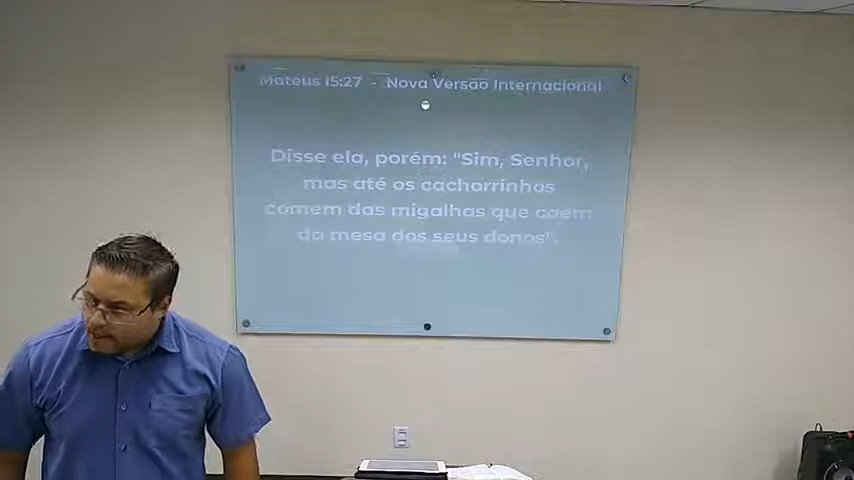 Mateus 15:27 - Nova Versão Internacional
Disse ela, porém: "Sim, Senhor,
mas até os cachorrinhos
comem das migalhas que caem
da mesa dos seus donos".